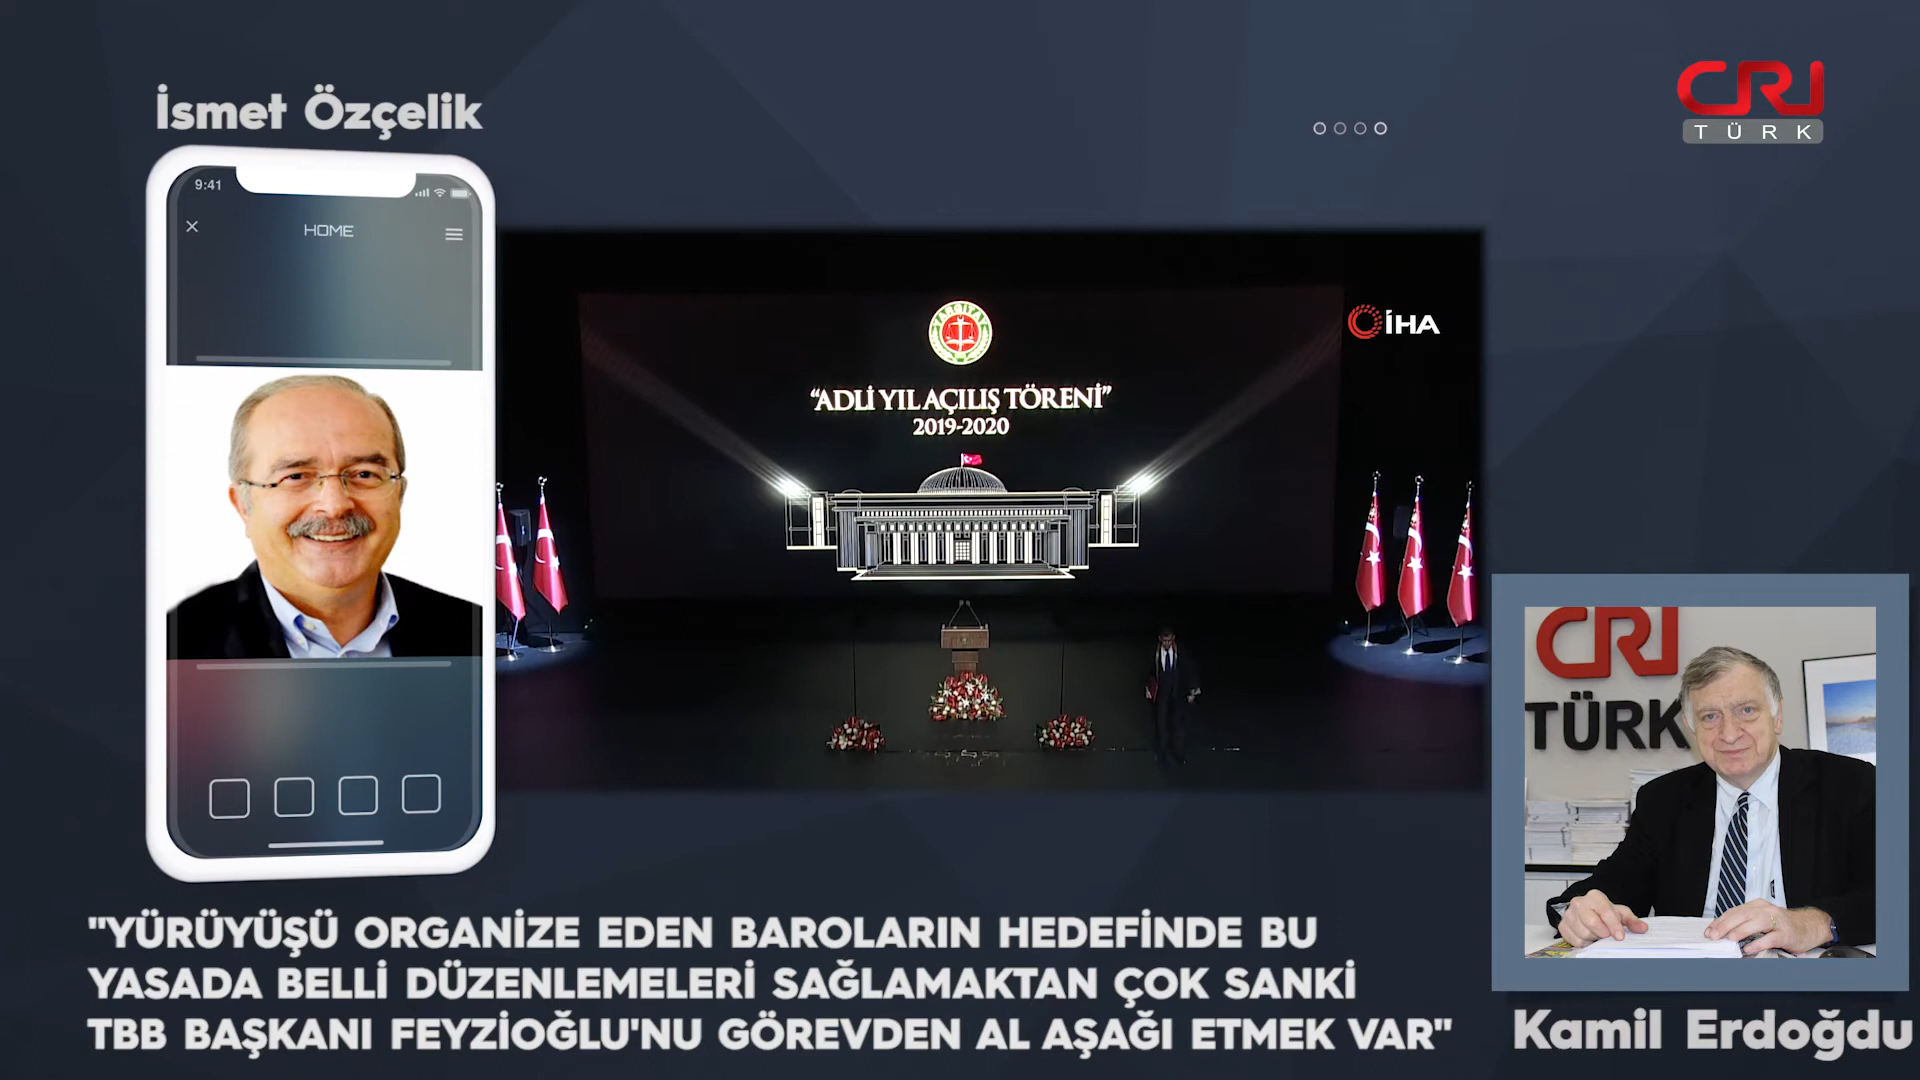 İsmet Özçelik
CRI
TÜRK
9:41
HOME
İHA
YARGITAY
“ADLİ YIL AÇILIŞ TÖRENİ”
2019-2020
CRI
TÜRK
"YÜRÜYÜŞÜ ORGANİZE EDEN BAROLARIN HEDEFİNDE BU
YASADA BELLİ DÜZENLEMELERİ SAĞLAMAKTAN ÇOK SANKİ
TBB BAŞKANI FEYZİOĞLU'NU GÖREVDEN AL AŞAĞI ETMEK VAR"
Kamil Erdoğdu